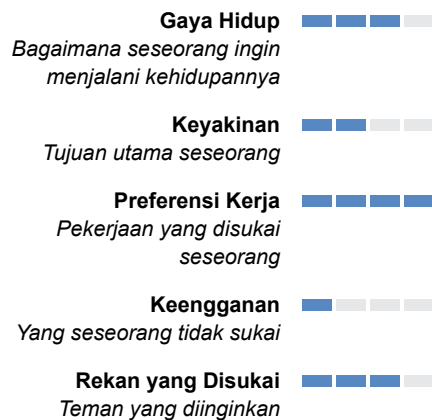 Gaya Hidup
Bagaimana seseorang ingin
menjalani kehidupannya
Keyakinan
Tujuan utama seseorang
Preferensi Kerja
Pekerjaan yang disukai
seseorang
Keengganan
Yang seseorang tidak sukai
Rekan yang Disukai
Teman yang diinginkan